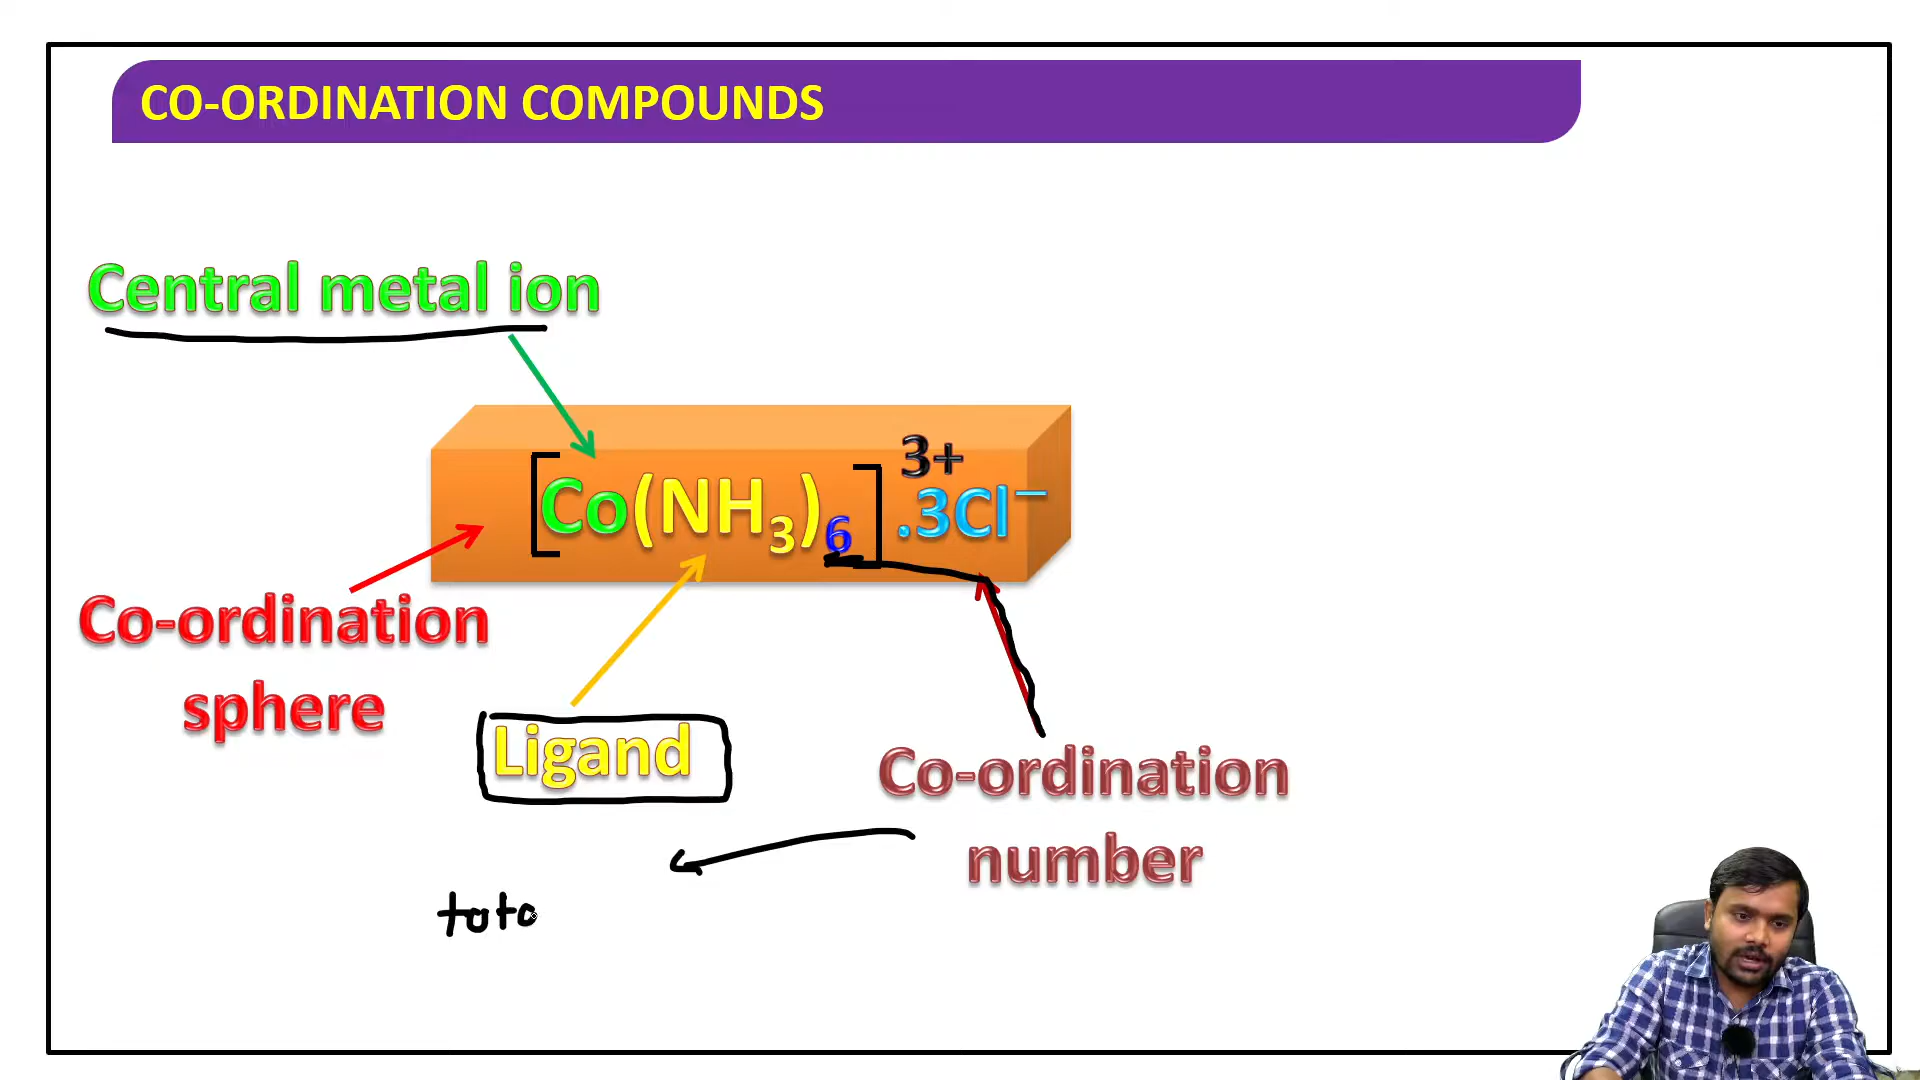 CO-ORDINATION COMPOUNDS
Central metal ion
[Co(NH₃)₆]³⁺.3Cl⁻
Co-ordination
sphere
Ligand
Co-ordination
number
toto